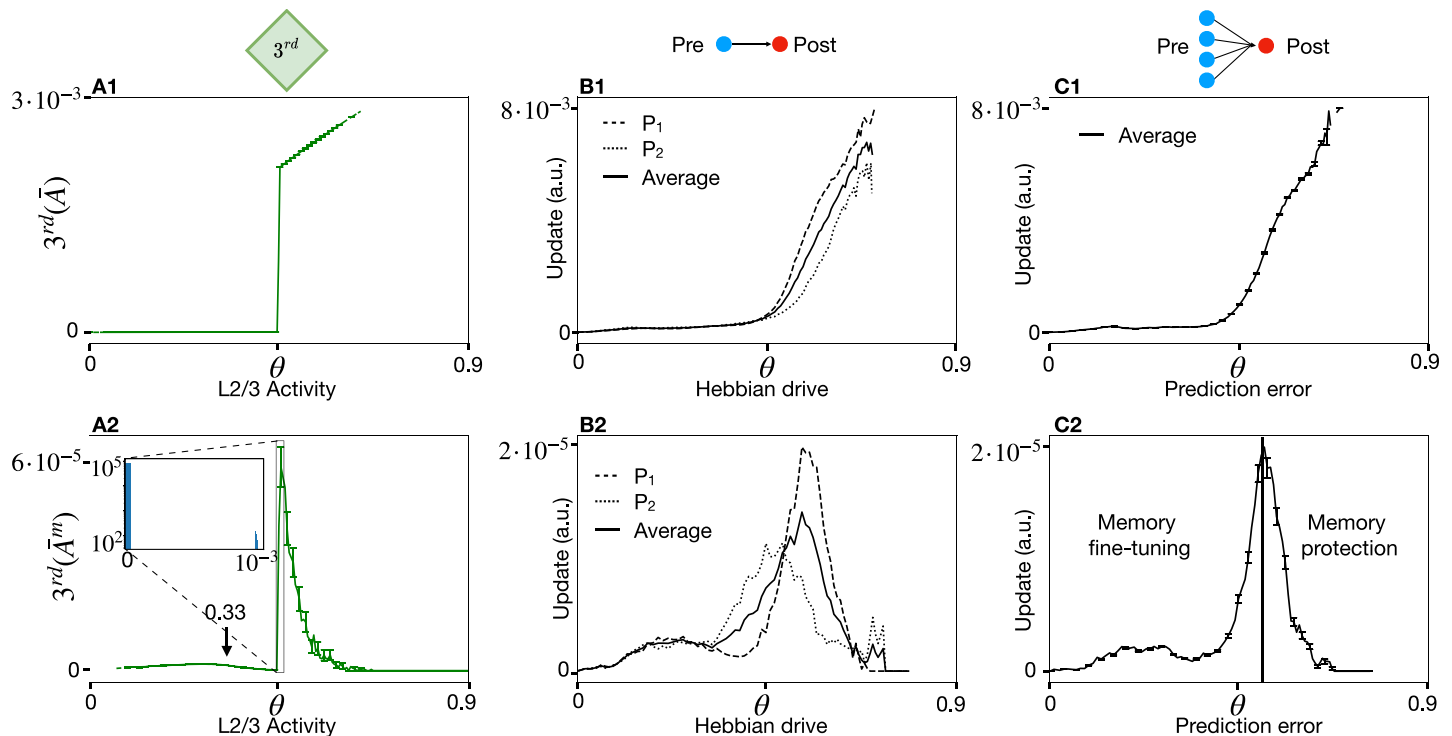 3ʳᵈ
Pre Post
Pre Post
A1
3·10⁻³
0
3ʳᵈ(Ā)
0 θ 0.9
L2/3 Activity
B1
8·10⁻³
0
Update (a.u.)
P₁
P₂
Average
0 θ 0.9
Hebbian drive
C1
8·10⁻³
0
Update (a.u.)
Average
0 θ 0.9
Prediction error
A2
6·10⁻⁵
0
3ʳᵈ(Āᵐ)
10⁵
10²
0 10⁻³
0.33
0 θ 0.9
L2/3 Activity
B2
2·10⁻⁵
0
Update (a.u.)
P₁
P₂
Average
0 θ 0.9
Hebbian drive
C2
2·10⁻⁵
0
Update (a.u.)
Memory
fine-tuning
Memory
protection
0 θ 0.9
Prediction error